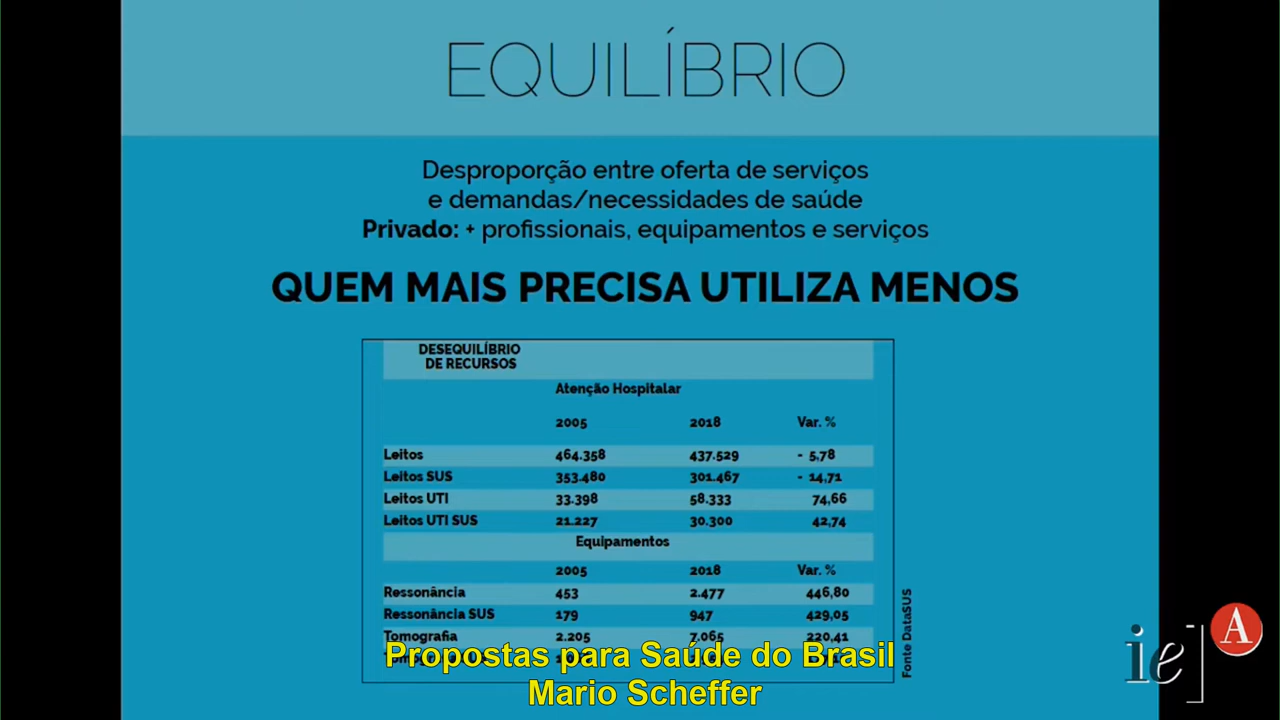 EQUILÍBRIO
Desproporção entre oferta de serviços
e demandas/necessidades de saúde
Privado: + profissionais, equipamentos e serviços
QUEM MAIS PRECISA UTILIZA MENOS
DESEQUILÍBRIO
DE RECURSOS
Atenção Hospitalar
2005 2018 Var. %
Leitos 464.358 437.529 - 5,78
Leitos SUS 353.480 301.467 - 14,71
Leitos UTI 33.398 58.333 74,66
Leitos UTI SUS 21.227 30.300 42,74
Equipamentos
2005 2018 Var. %
Ressonância 453 2.477 446,80
Ressonância SUS 179 947 429,05
Tomografia 2.205 7.065 220,41
Fonte DataSUS
Propostas para Saúde do Brasil
Mario Scheffer
ie] A